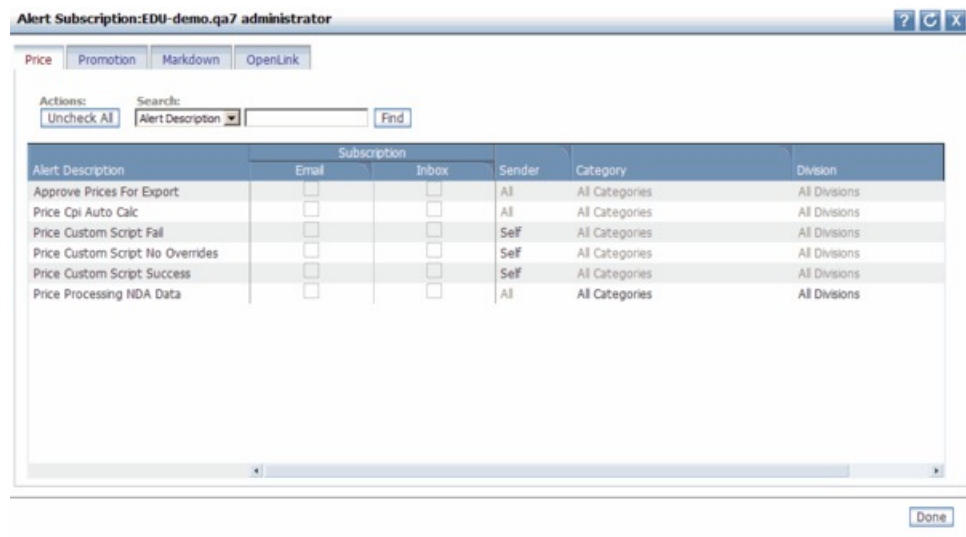 Alert Subscription:EDU-demo.qa7 administrator
? X
Price Promotion Markdown OpenLink
Actions: Search:
Uncheck All Alert Description Find
Subscription
Alert Description Email Inbox Sender Category Division
Approve Prices For Export All All Categories All Divisions
Price Cpi Auto Calc All All Categories All Divisions
Price Custom Script Fail Self All Categories All Divisions
Price Custom Script No Overrides Self All Categories All Divisions
Price Custom Script Success Self All Categories All Divisions
Price Processing NDA Data All All Categories All Divisions
Done